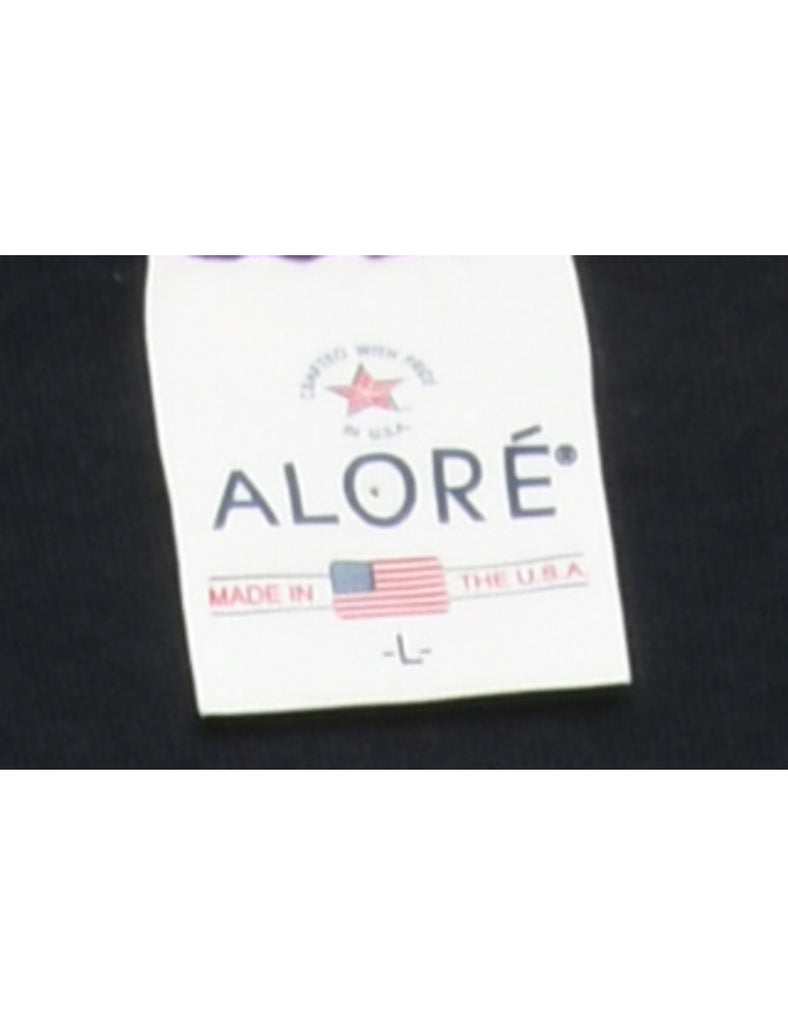 CRAFTED WITH PRIDE
IN U.S.A.
ALORÉ®
MADE IN THE U.S.A
-L-